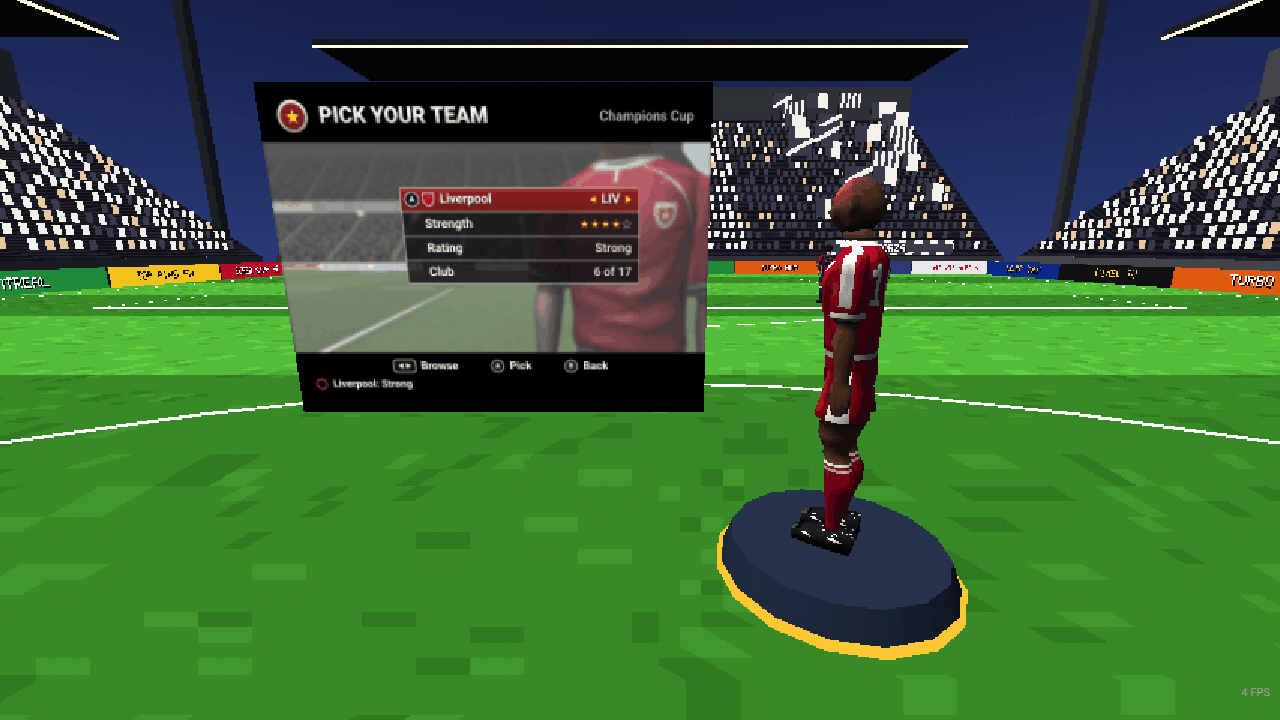 PICK YOUR TEAM
Champions Cup
A Liverpool LIV
Strength
Rating Strong
Club 6 of 17
Browse A Pick B Back
Liverpool: Strong
1
TURBO
4 FPS